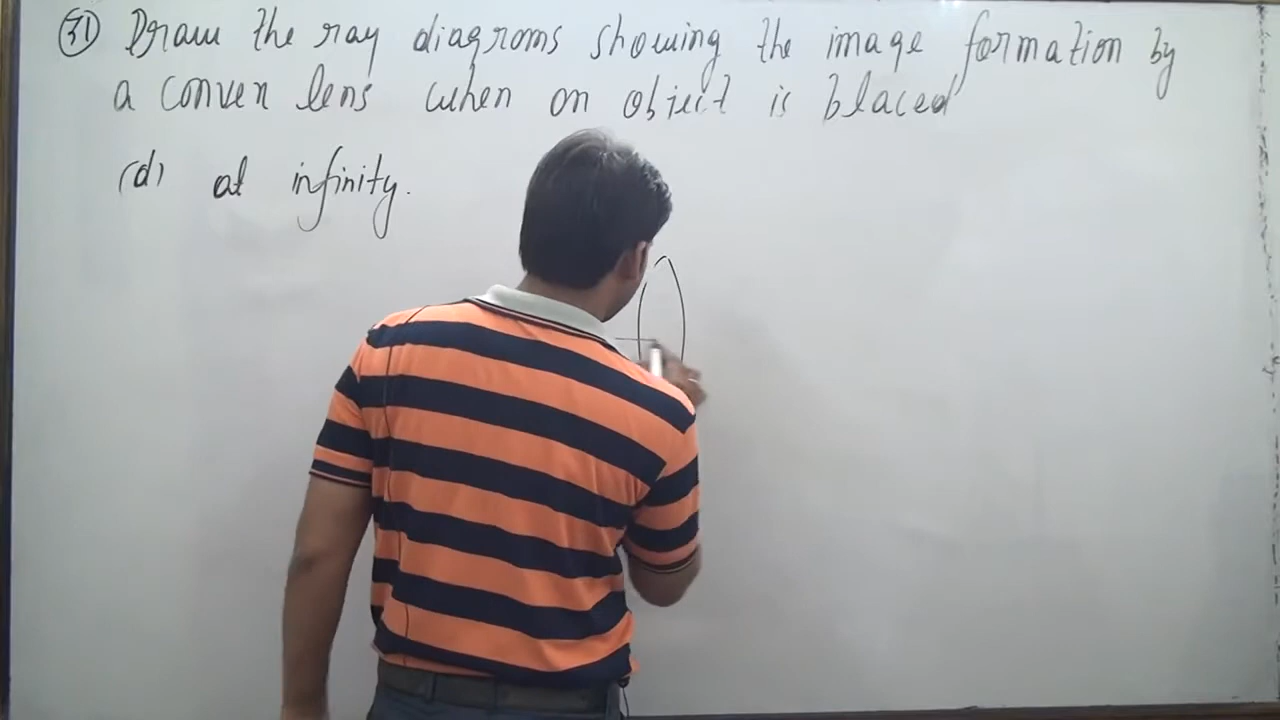 31 Draw the ray diagrams showing the image formation by
a convex lens when an object is placed
(d) at infinity.